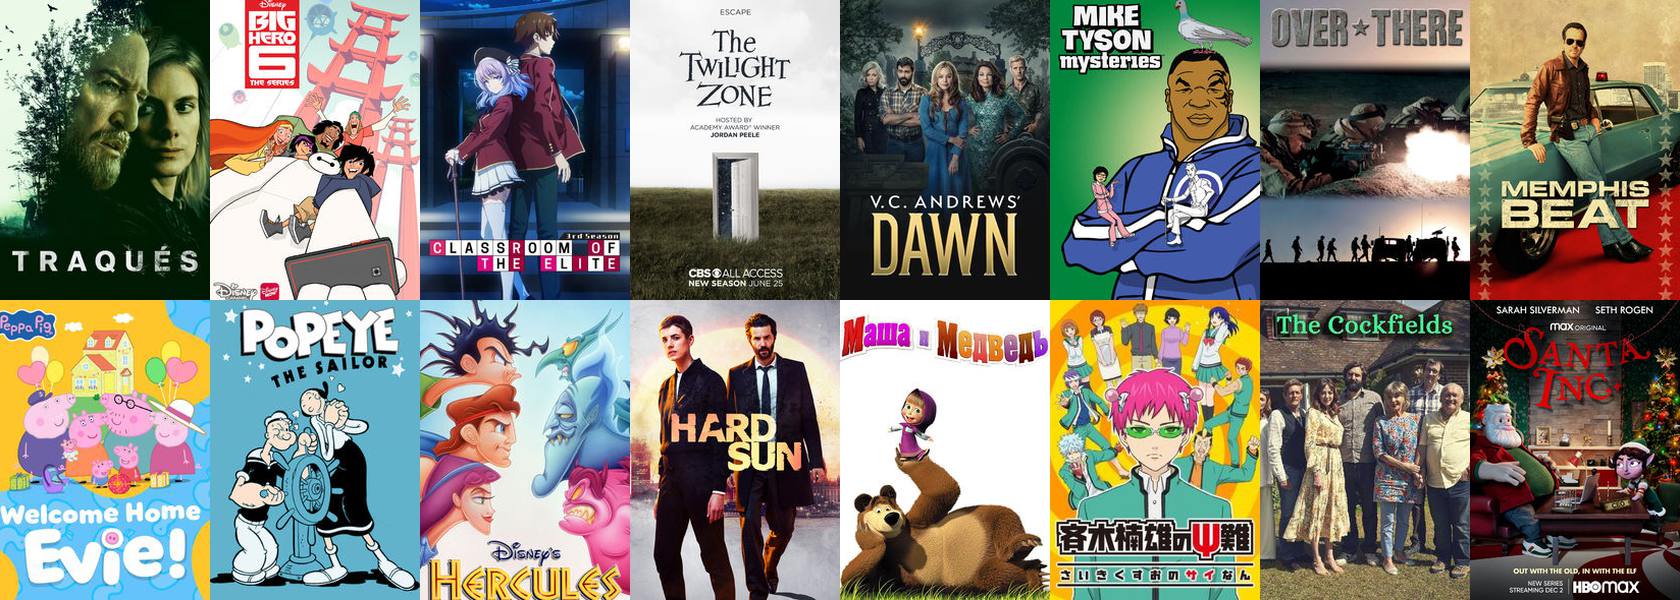 TRAQUÉS
Disney
BIG
HERO
6
THE SERIES
Disney
3rd Season
CLASSROOM OF
THE ELITE
ESCAPE
The
TWILIGHT
ZONE
HOSTED BY
ACADEMY AWARD® WINNER
JORDAN PEELE
CBS ALL ACCESS
NEW SEASON JUNE 25
V.C. ANDREWS'
DAWN
MIKE
TYSON
mysteries
OVER THERE
MEMPHIS
BEAT
Peppa Pig
Welcome Home
Evie!
POPEYE
THE SAILOR
Disney's
HERCULES
HARD
SUN
Маша и Медведь
斉木楠雄のΨ難
さいきくすおのサイなん
The Cockfields
SARAH SILVERMAN SETH ROGEN
max ORIGINAL
SANTA
INC.
CEO
OUT WITH THE OLD, IN WITH THE ELF
NEW SERIES
STREAMING DEC 2
HBOmax